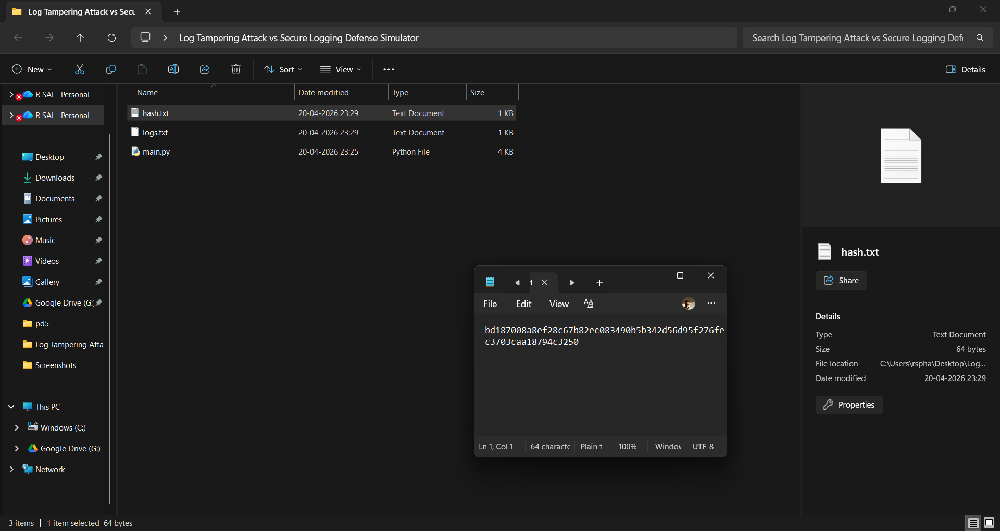 Log Tampering Attack vs Secu
Log Tampering Attack vs Secure Logging Defense Simulator
Search Log Tampering Attack vs Secure Logging Def
New
Sort
View
Details
R SAI - Personal
R SAI - Personal
Desktop
Downloads
Documents
Pictures
Music
Videos
Gallery
Google Drive (G:
pd5
Log Tampering Atta
Screenshots
This PC
Windows (C:)
Google Drive (G:)
Network
Name Date modified Type Size
hash.txt 20-04-2026 23:29 Text Document 1 KB
logs.txt 20-04-2026 23:29 Text Document 1 KB
main.py 20-04-2026 23:25 Python File 4 KB
File Edit View
bd187008a8ef28c67b82ec083490b5b342d56d95f276fe
c3703caa18794c3250
Ln 1, Col 1 64 characte Plain t 100% Window UTF-8
hash.txt
Share
Details
Type Text Document
Size 64 bytes
File location C:\Users\rspha\Desktop\Log...
Date modified 20-04-2026 23:29
Properties
3 items 1 item selected 64 bytes